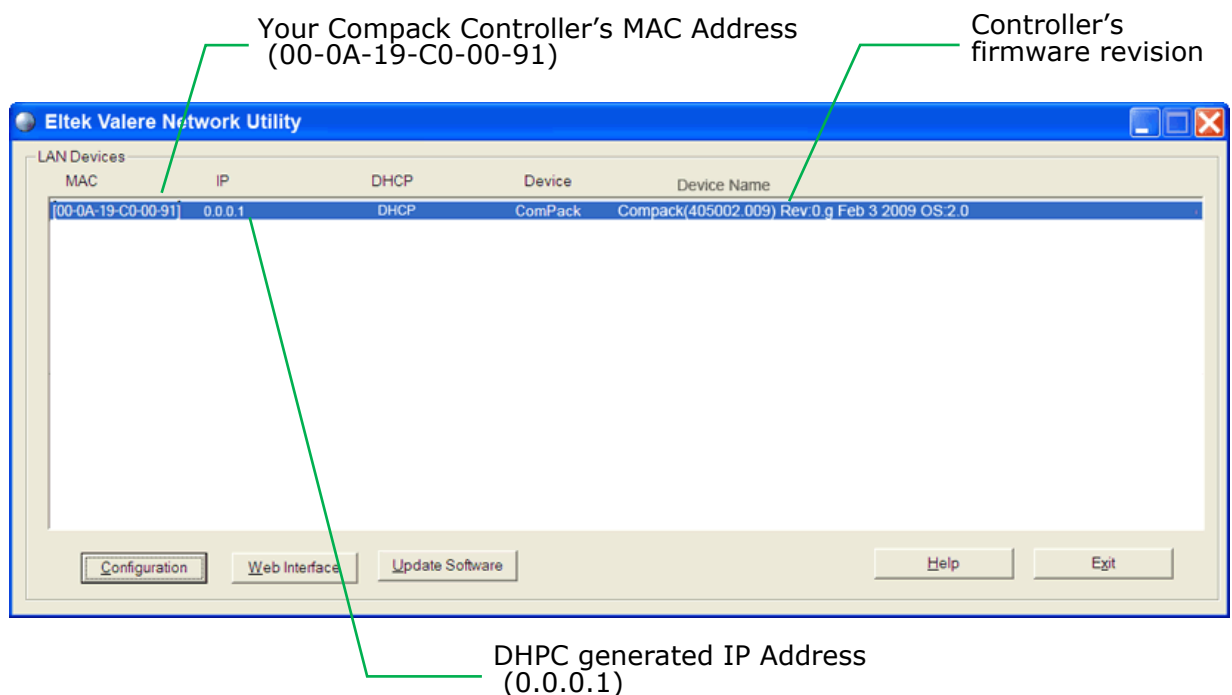 Your Compack Controller's MAC Address
(00-0A-19-C0-00-91)
Controller's
firmware revision
Eltek Valere Network Utility
LAN Devices
MAC IP DHCP Device Device Name
[00-0A-19-C0-00-91] 0.0.0.1 DHCP ComPack Compack(405002.009) Rev:0.g Feb 3 2009 OS:2.0
Configuration Web Interface Update Software Help Exit
DHPC generated IP Address
(0.0.0.1)